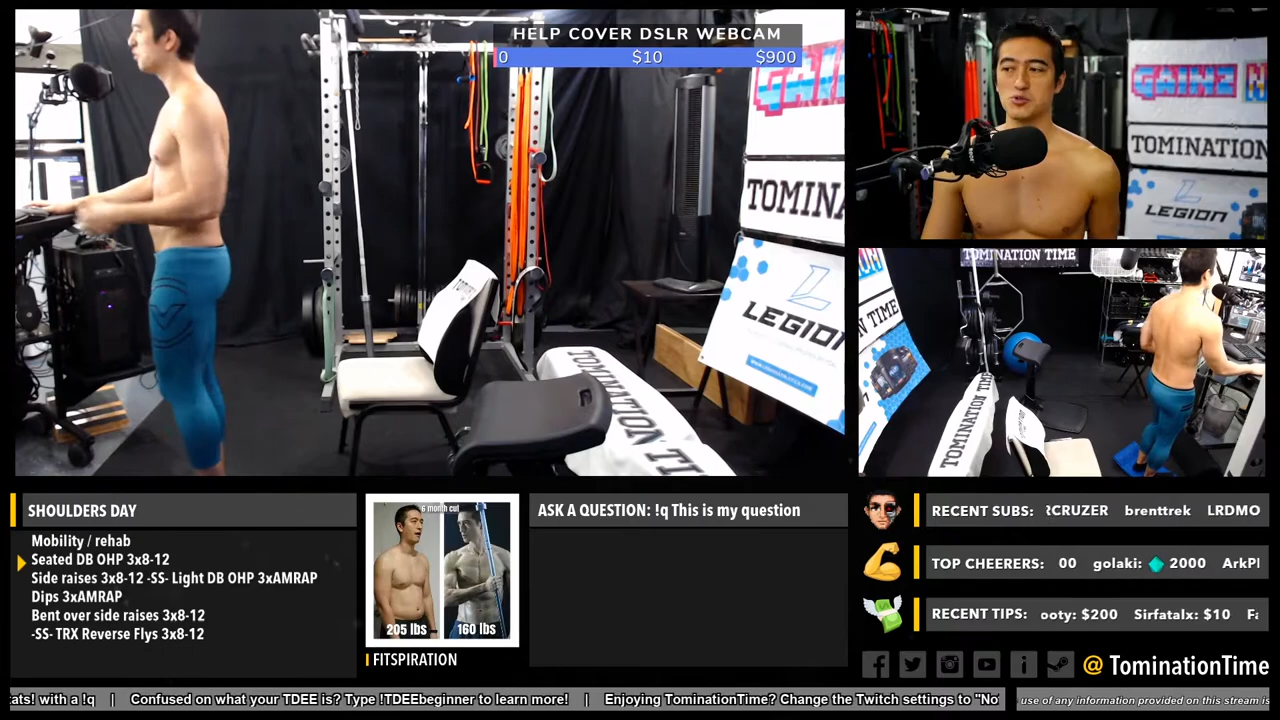 HELP COVER DSLR WEBCAM
0 $10 $900
TOMINATION
LEGION
TOMINATION TIME
TOMIN
LEGION
TOMINATION TI
TOMINATION TIME
SHOULDERS DAY
Mobility / rehab
Seated DB OHP 3x8-12
Side raises 3x8-12 -SS- Light DB OHP 3xAMRAP
Dips 3xAMRAP
Bent over side raises 3x8-12
-SS- TRX Reverse Flys 3x8-12
6 month cut
205 lbs 160 lbs
FITSPIRATION
ASK A QUESTION: !q This is my question
RECENT SUBS: RCRUZER brenttrek LRDMO
TOP CHEERERS: 00 golaki: 2000 ArkPl
RECENT TIPS: ooty: $200 Sirfatalx: $10 Fa
@ TominationTime
tats! with a !q | Confused on what your TDEE is? Type !TDEEbeginner to learn more! | Enjoying TominationTime? Change the Twitch settings to "No
use of any information provided on this stream is